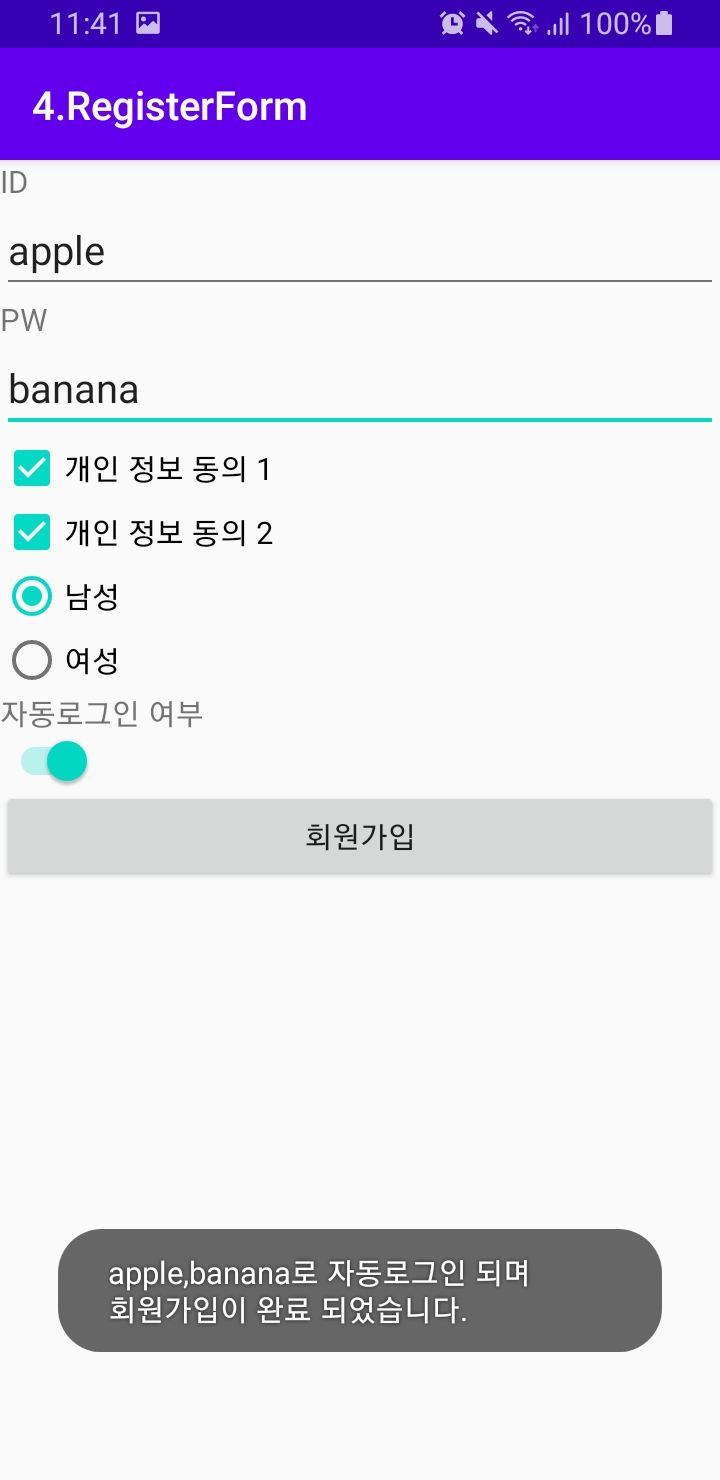 11:41 100%
4.RegisterForm
ID
apple
PW
banana
개인 정보 동의 1
개인 정보 동의 2
남성
여성
자동로그인 여부
회원가입
apple,banana로 자동로그인 되며
회원가입이 완료 되었습니다.